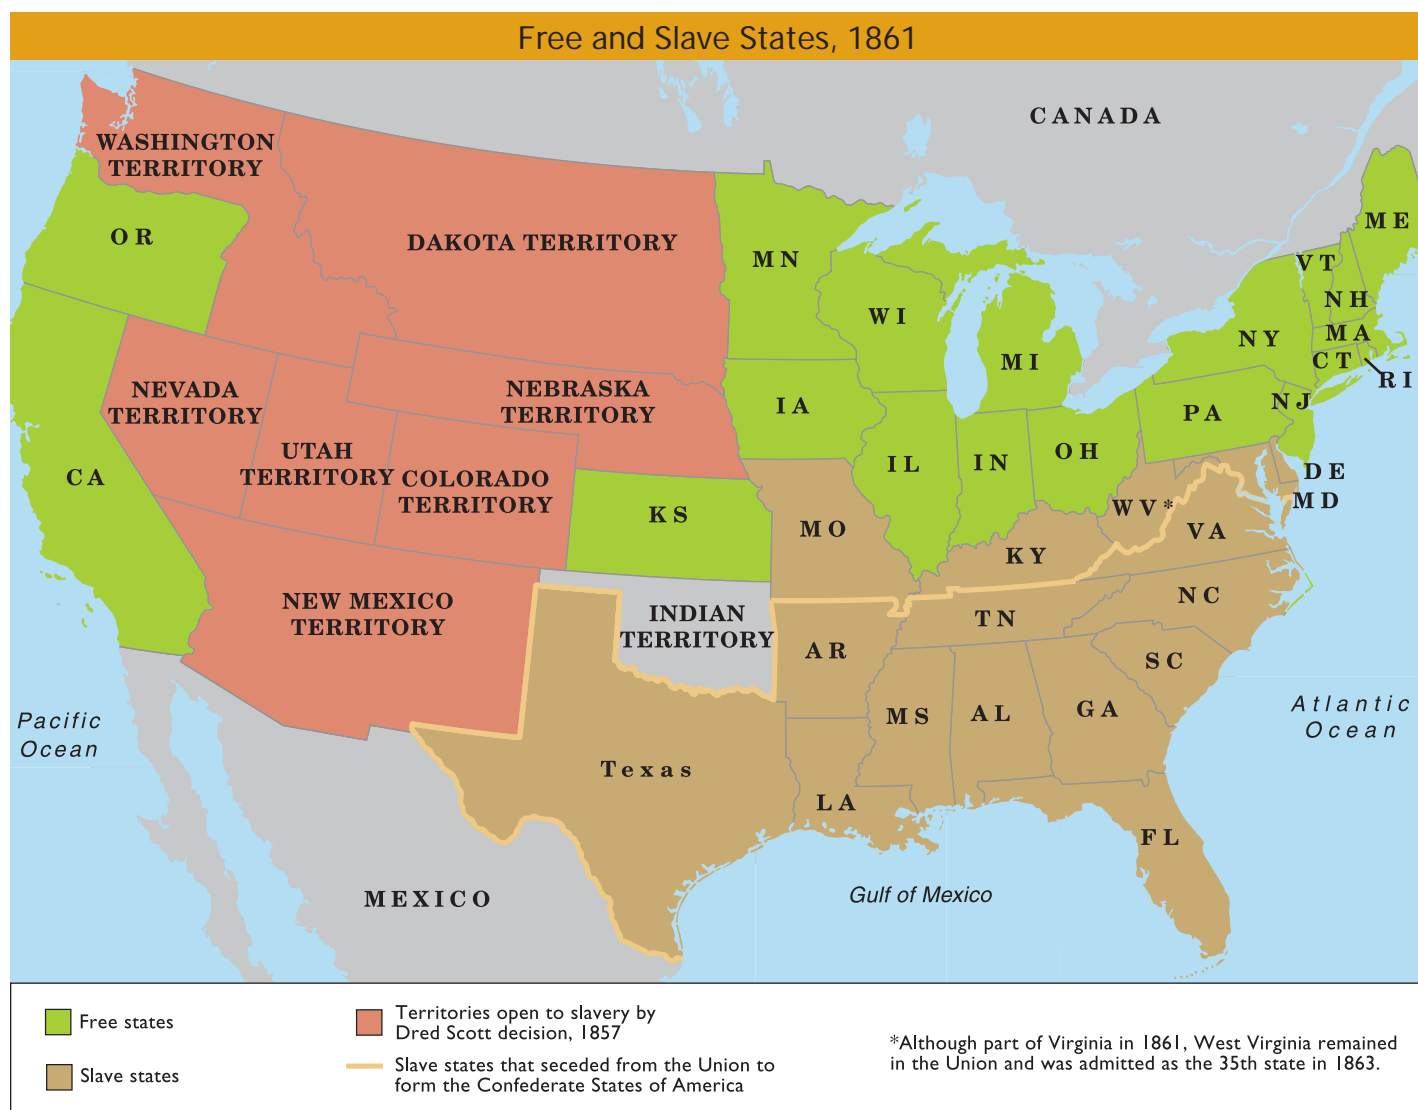 Free and Slave States, 1861
CANADA
WASHINGTON
TERRITORY
OR
DAKOTA TERRITORY
MN
WI
MI
ME
VT
NH
MA
NY
CT
RI
NEVADA
TERRITORY
NEBRASKA
TERRITORY
IA
PA
NJ
CA
UTAH
TERRITORY
COLORADO
TERRITORY
IL
IN
OH
DE
MD
KS
MO
WV*
VA
KY
NEW MEXICO
TERRITORY
INDIAN
TERRITORY
AR
TN
NC
SC
Pacific
Ocean
MS
AL
GA
Atlantic
Ocean
Texas
LA
FL
MEXICO
Gulf of Mexico
Free states
Slave states
Territories open to slavery by
Dred Scott decision, 1857
Slave states that seceded from the Union to
form the Confederate States of America
*Although part of Virginia in 1861, West Virginia remained
in the Union and was admitted as the 35th state in 1863.